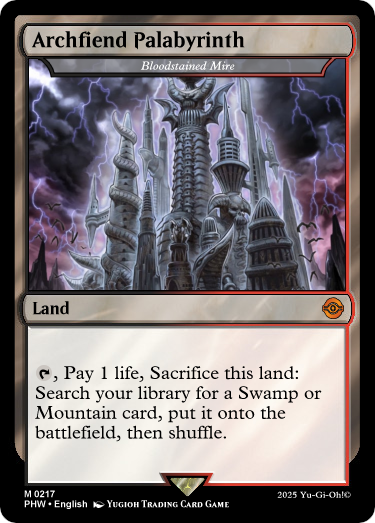 Archfiend Palabyrinth
Bloodstained Mire
Land
, Pay 1 life, Sacrifice this land:
Search your library for a Swamp or
Mountain card, put it onto the
battlefield, then shuffle.
M 0217
PHW • English YUGIOH TRADING CARD GAME
2025 Yu-Gi-Oh!©